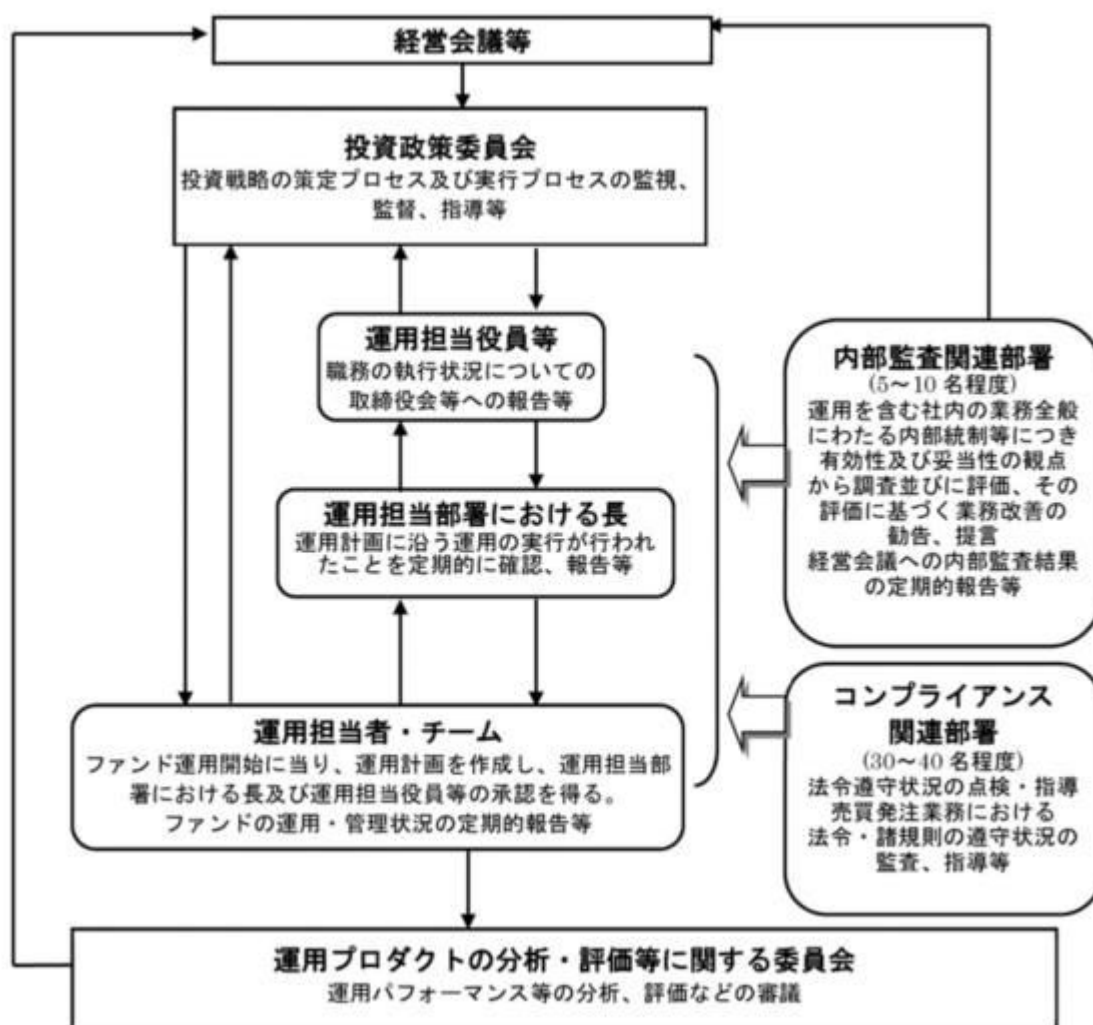 経営会議等
投資政策委員会
投資戦略の策定プロセス及び実行プロセスの監視、
監督、指導等
運用担当役員等
職務の執行状況についての
取締役会等への報告等
運用担当部署における長
運用計画に沿う運用の実行が行われ
たことを定期的に確認、報告等
運用担当者・チーム
ファンド運用開始に当り、運用計画を作成し、運用担当部
署における長及び運用担当役員等の承認を得る。
ファンドの運用・管理状況の定期的報告等
内部監査関連部署
(5～10 名程度)
運用を含む社内の業務全般
にわたる内部統制等につき
有効性及び妥当性の観点
から調査並びに評価、その
評価に基づく業務改善の
勧告、提言
経営会議への内部監査結果
の定期的報告等
コンプライアンス
関連部署
(30～40 名程度)
法令遵守状況の点検・指導
売買発注業務における
法令・諸規則の遵守状況の
監査、指導等
運用プロダクトの分析・評価等に関する委員会
運用パフォーマンス等の分析、評価などの審議